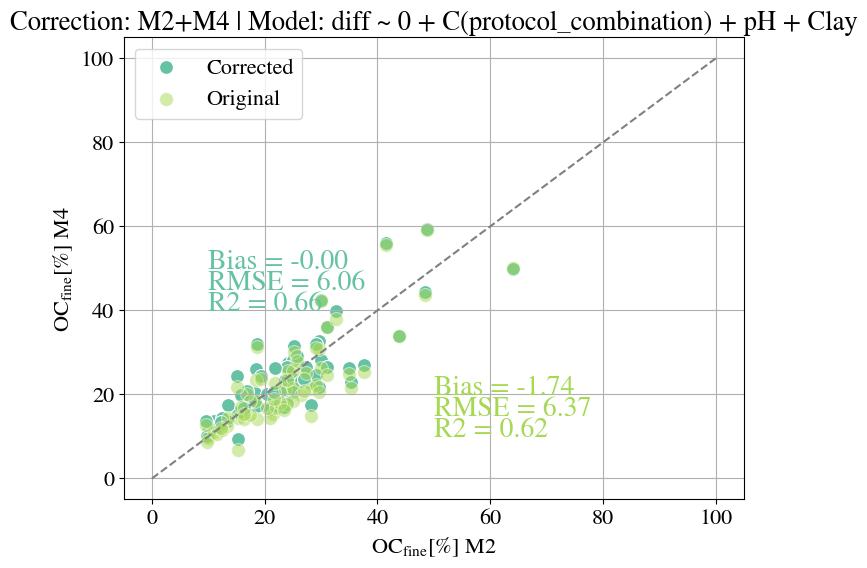 Correction: M2+M4 | Model: diff ~ 0 + C(protocol_combination) + pH + Clay
Corrected
Original
100
80
60
40
20
0
OCfine[%] M4
Bias = -0.00
RMSE = 6.06
R2 = 0.66
Bias = -1.74
RMSE = 6.37
R2 = 0.62
0 20 40 60 80 100
OCfine[%] M2